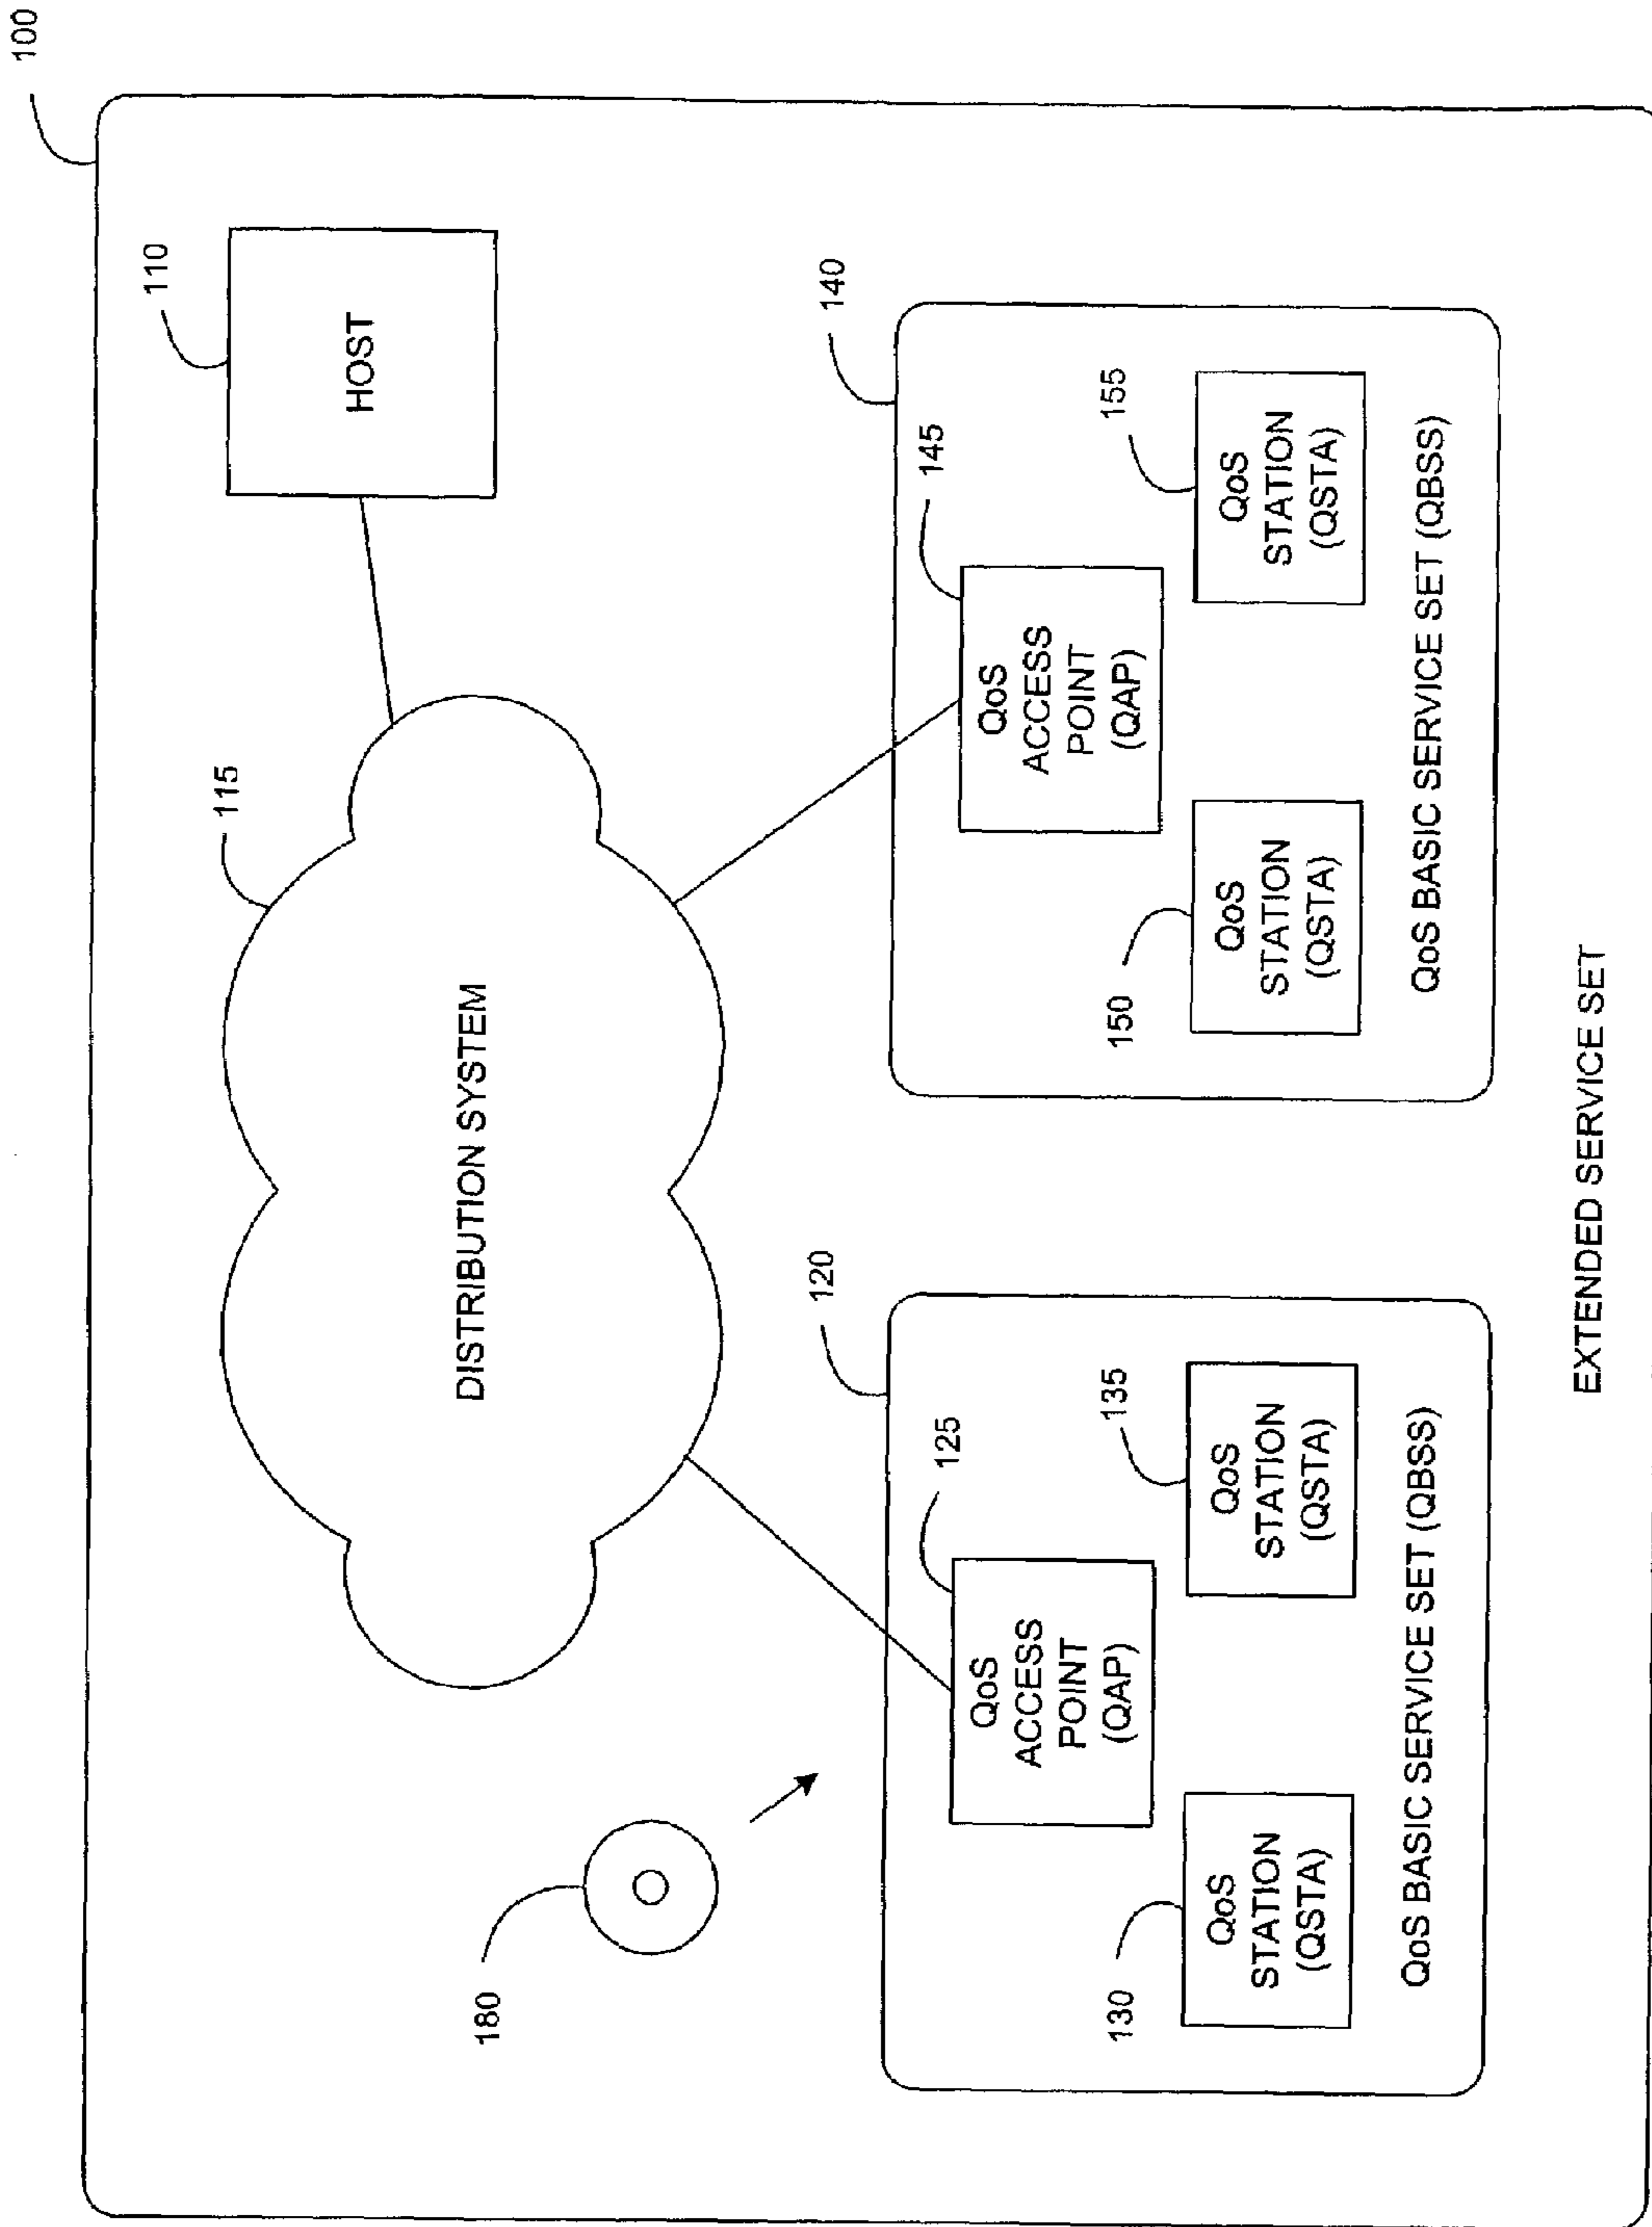 100
110
HOST
115
DISTRIBUTION SYSTEM
180
120
140
125
QoS
ACCESS
POINT
(QAP)
145
QoS
ACCESS
POINT
(QAP)
130
QoS
STATION
(QSTA)
135
QoS
STATION
(QSTA)
150
QoS
STATION
(QSTA)
155
QoS
STATION
(QSTA)
QoS BASIC SERVICE SET (QBSS)
QoS BASIC SERVICE SET (QBSS)
EXTENDED SERVICE SET